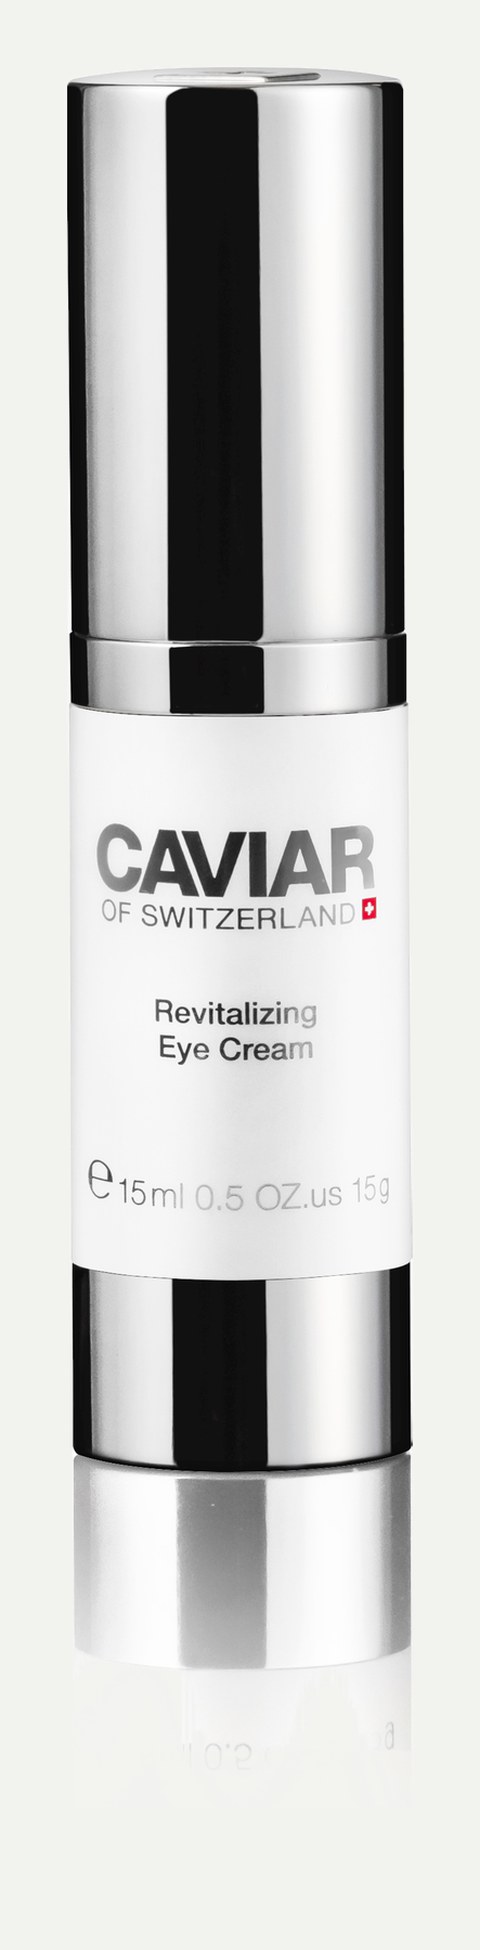 CAVIAR
OF SWITZERLAND
Revitalizing
Eye Cream
℮ 15ml 0.5 OZ.us 15g